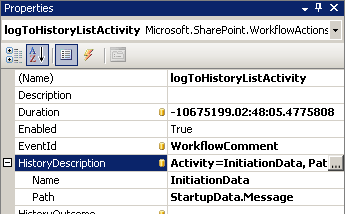 Properties
logToHistoryListActivity Microsoft.SharePoint.WorkflowActions
(Name) logToHistoryListActivity
Description
Duration -10675199.02:48:05.4775808
Enabled True
EventId WorkflowComment
HistoryDescription Activity=InitiationData, Pat ...
Name InitiationData
Path StartupData.Message
HistoryOutcome